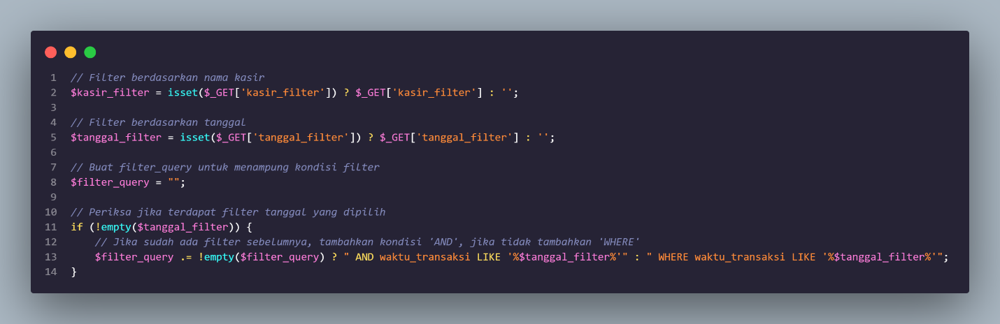 1 // Filter berdasarkan nama kasir
2 $kasir_filter = isset($_GET['kasir_filter']) ? $_GET['kasir_filter'] : '';
3
4 // Filter berdasarkan tanggal
5 $tanggal_filter = isset($_GET['tanggal_filter']) ? $_GET['tanggal_filter'] : '';
6
7 // Buat filter_query untuk menampung kondisi filter
8 $filter_query = "";
9
10 // Periksa jika terdapat filter tanggal yang dipilih
11 if (!empty($tanggal_filter)) {
12     // Jika sudah ada filter sebelumnya, tambahkan kondisi 'AND', jika tidak tambahkan 'WHERE'
13     $filter_query .= !empty($filter_query) ? " AND waktu_transaksi LIKE '%$tanggal_filter%'" : " WHERE waktu_transaksi LIKE '%$tanggal_filter%'";
14 }